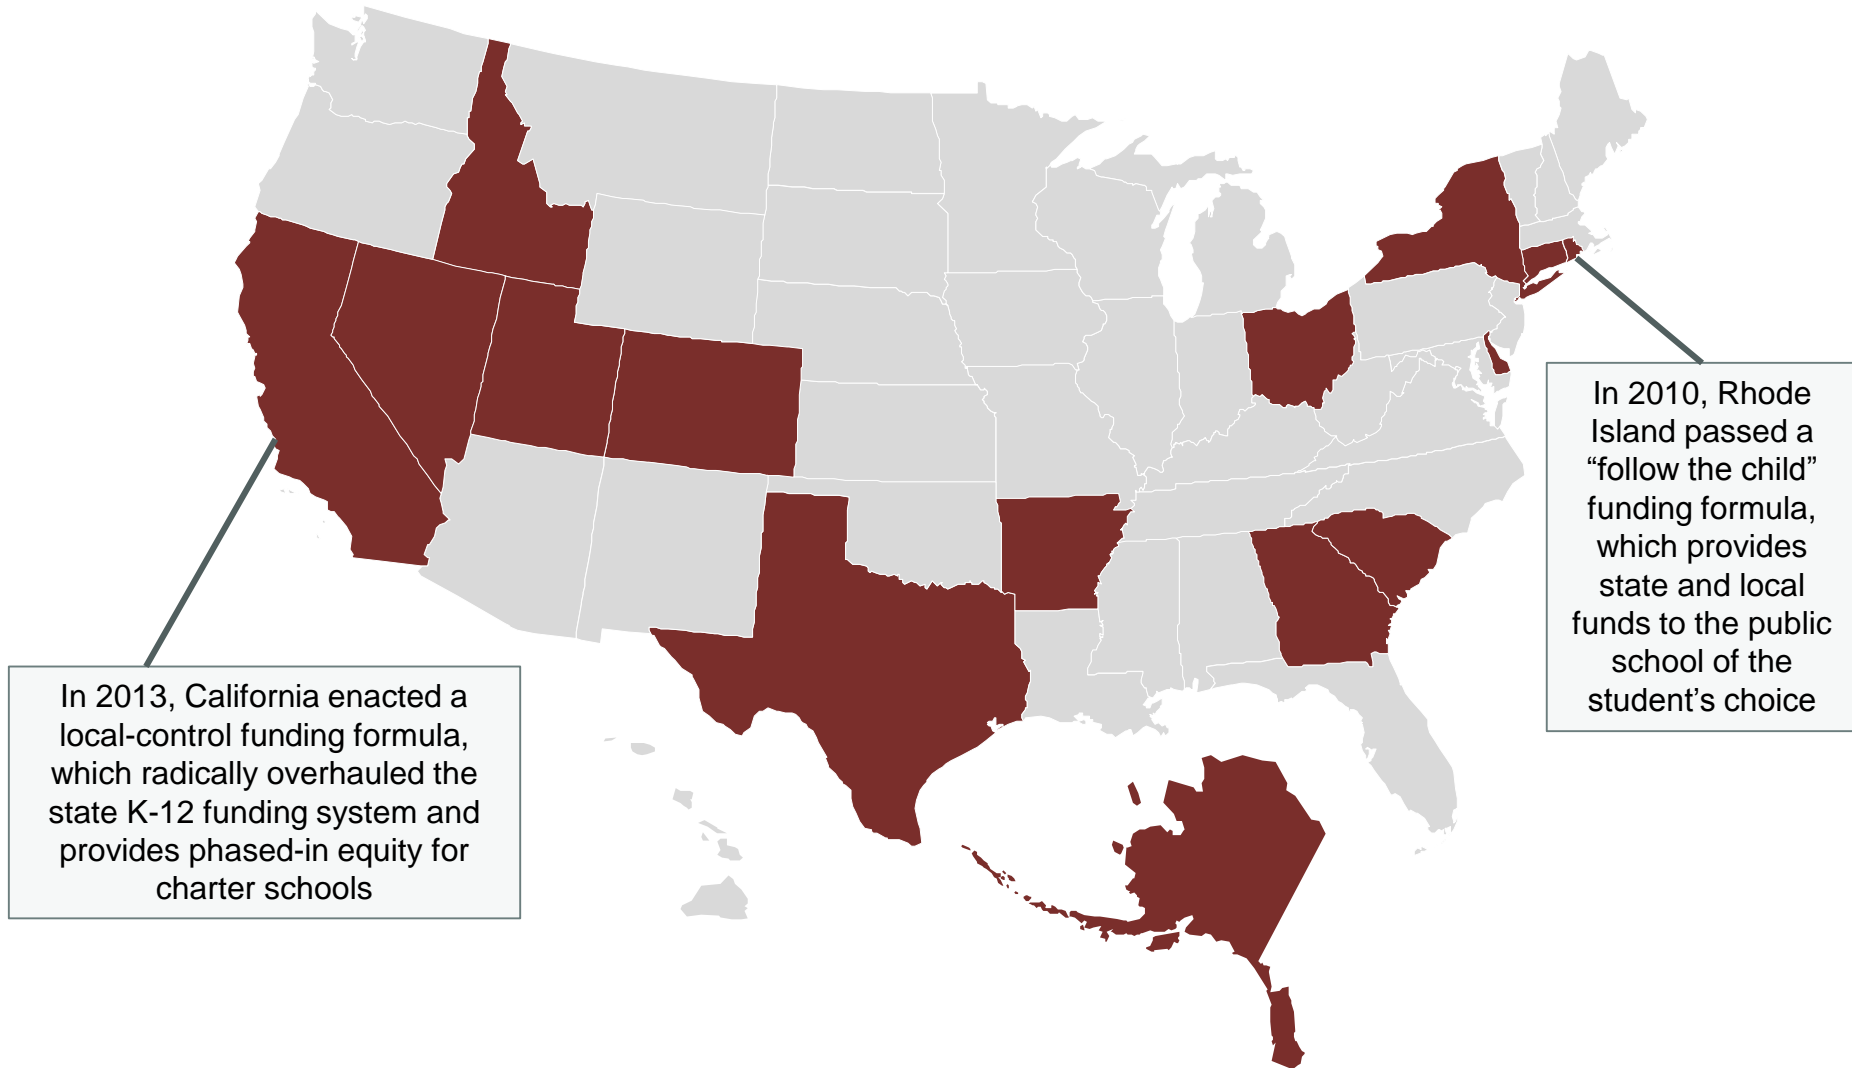 In 2013, California enacted a
local-control funding formula,
which radically overhauled the
state K-12 funding system and
provides phased-in equity for
charter schools
In 2010, Rhode
Island passed a
“follow the child”
funding formula,
which provides
state and local
funds to the public
school of the
student’s choice